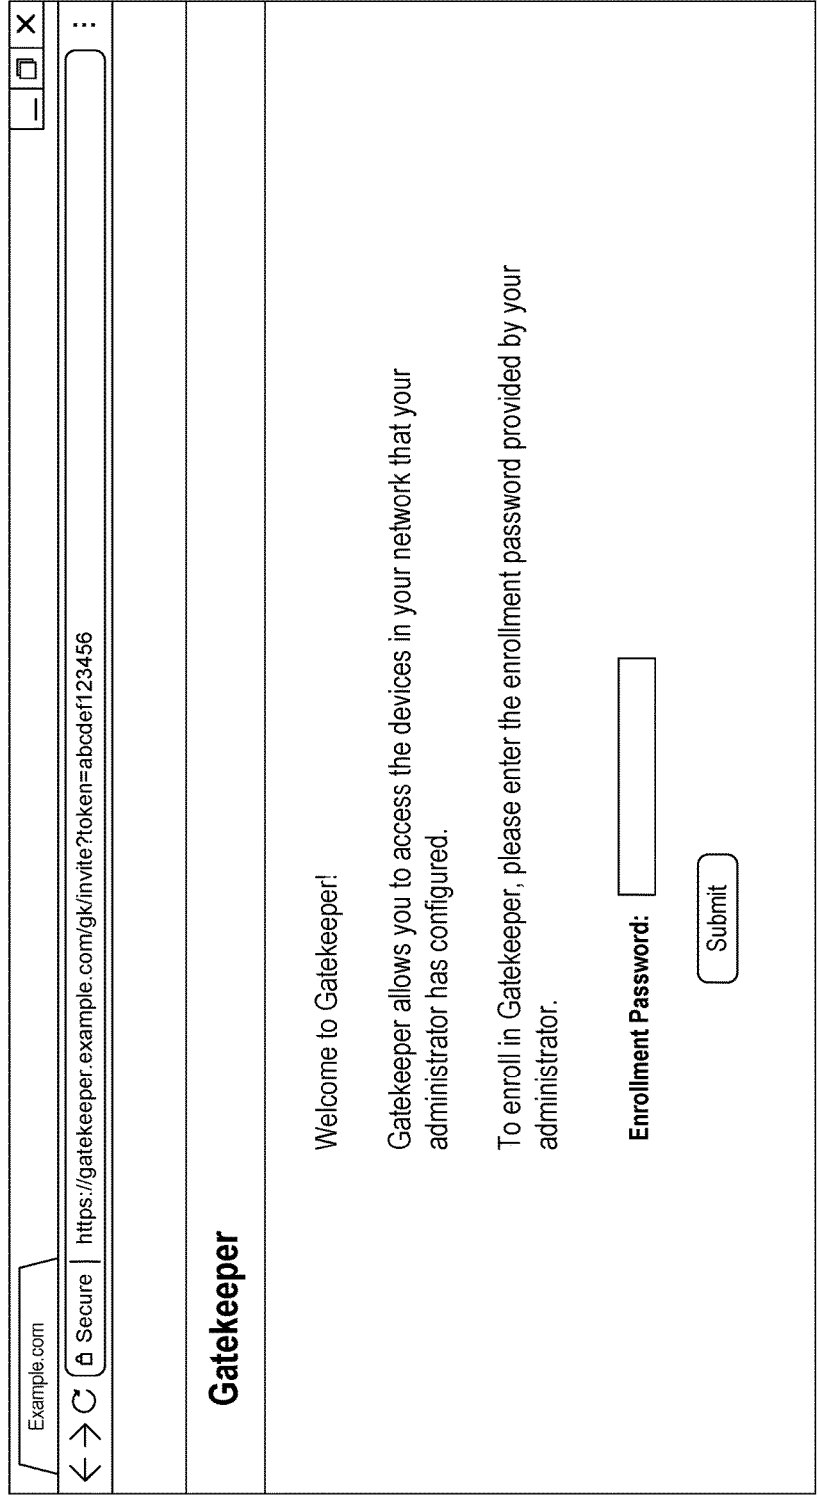 Example.com
Secure | https://gatekeeper.example.com/gk/invite?token=abcdef123456
Gatekeeper
Welcome to Gatekeeper!
Gatekeeper allows you to access the devices in your network that your
administrator has configured.
To enroll in Gatekeeper, please enter the enrollment password provided by your
administrator.
Enrollment Password:
Submit